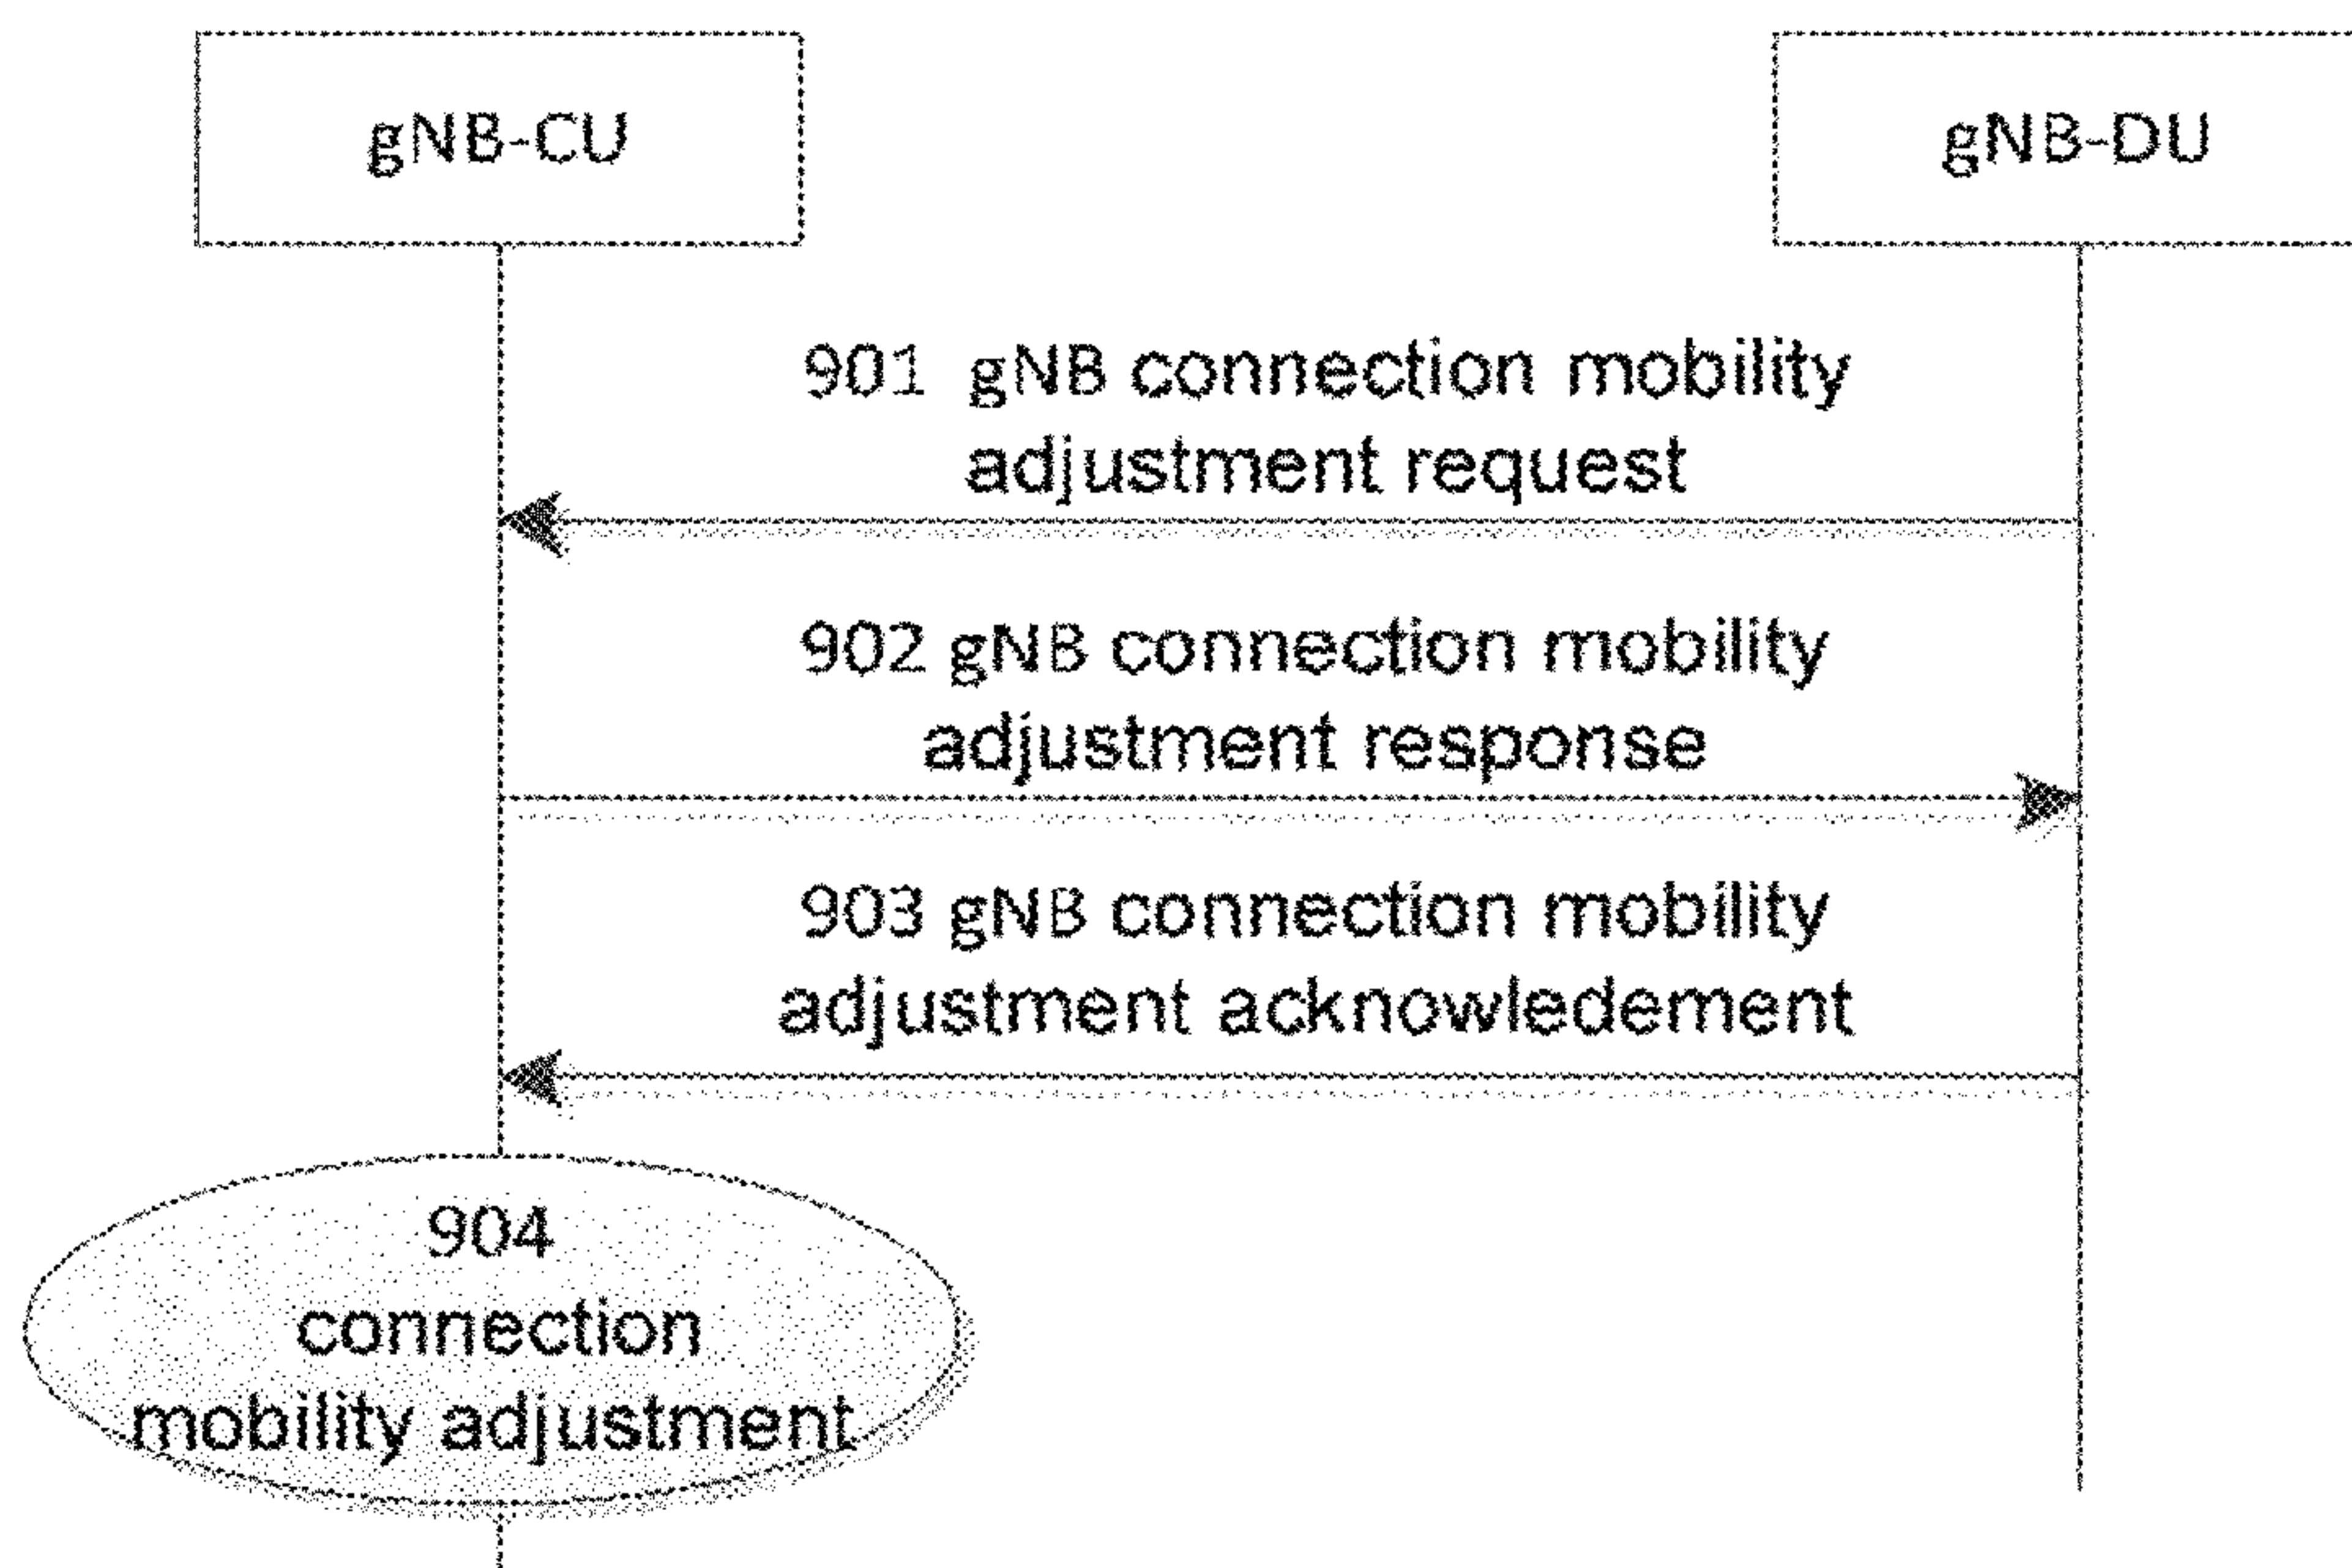 gNB-CU
gNB-DU
901 gNB connection mobility
adjustment request
902 gNB connection mobility
adjustment response
903 gNB connection mobility
adjustment acknowledement
904
connection
mobility adjustment